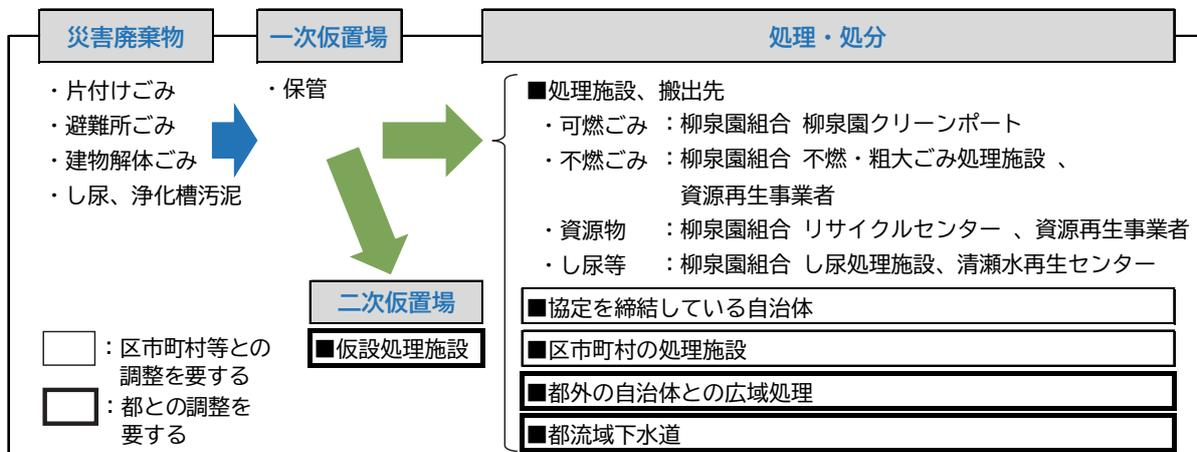 災害廃棄物
・片付けごみ
・避難所ごみ
・建物解体ごみ
・し尿、浄化槽汚泥
一次仮置場
・保管
二次仮置場
■仮設処理施設
処理・処分
■処理施設、搬出先
・可燃ごみ ：柳泉園組合 柳泉園クリーンポート
・不燃ごみ ：柳泉園組合 不燃・粗大ごみ処理施設 、
資源再生事業者
・資源物 ：柳泉園組合 リサイクルセンター 、資源再生事業者
・し尿等 ：柳泉園組合 し尿処理施設、清瀬水再生センター
■協定を締結している自治体
■区市町村の処理施設
■都外の自治体との広域処理
■都流域下水道
：区市町村等との
調整を要する
：都との調整を
要する